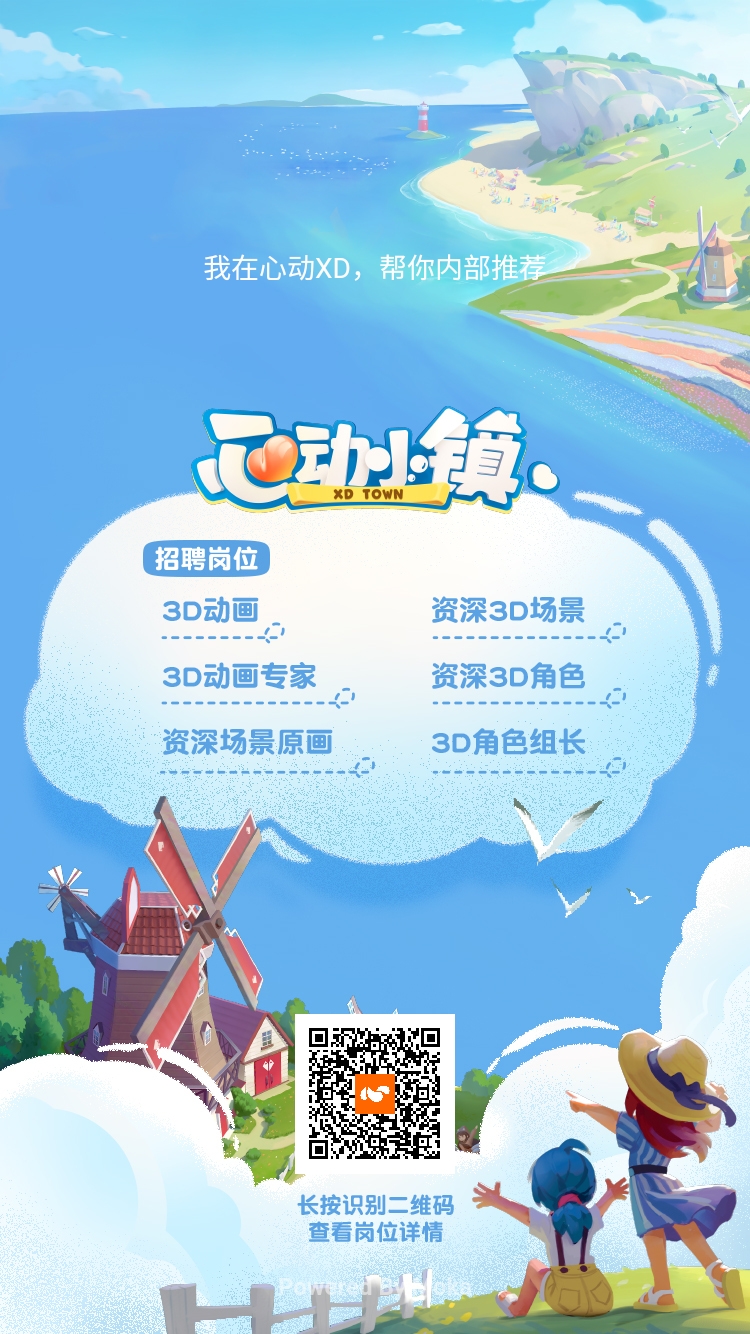 我在心动XD，帮你内部推荐
心动小镇
XD TOWN
招聘岗位
3D动画
资深3D场景
3D动画专家
资深3D角色
资深场景原画
3D角色组长
长按识别二维码
查看岗位详情
Powered By